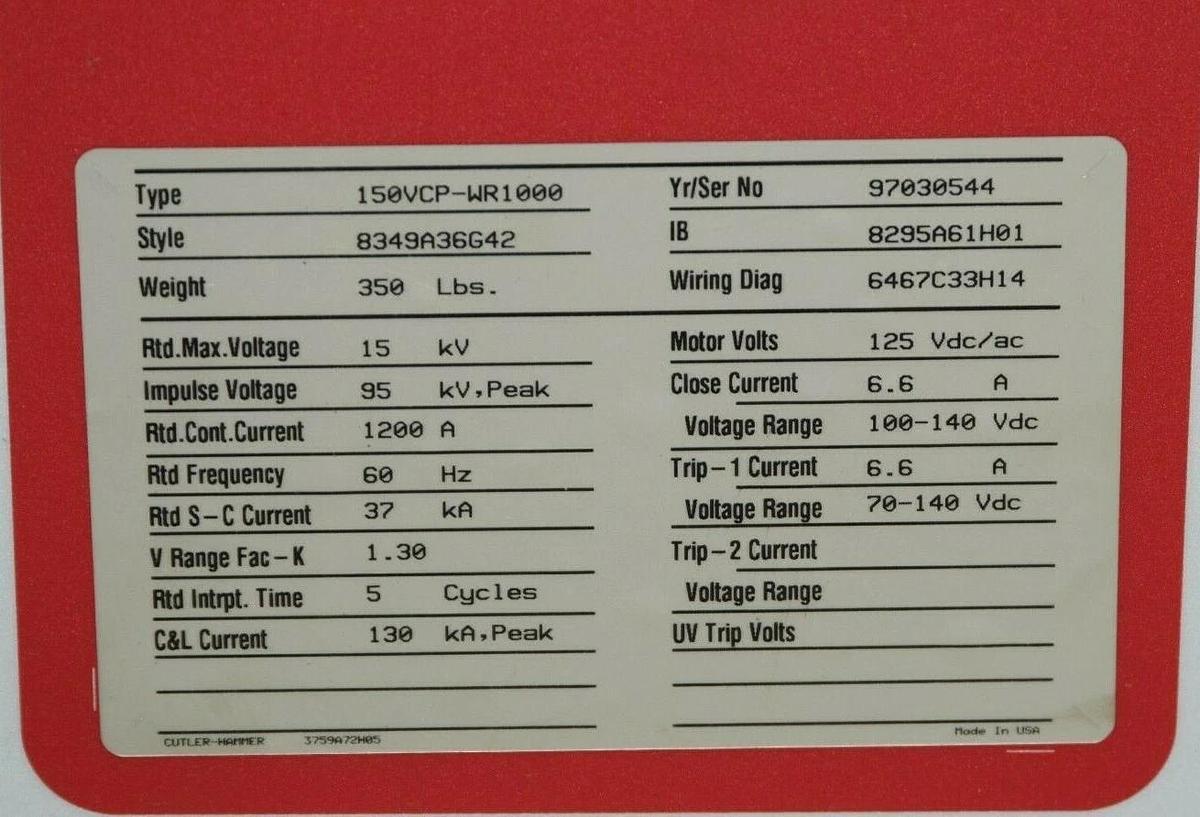 Type 150VCP-WR1000
Style 8349A36G42
Weight 350 Lbs.
Yr/Ser No 97030544
IB 8295A61H01
Wiring Diag 6467C33H14
Rtd.Max.Voltage 15 kV
Impulse Voltage 95 kV,Peak
Rtd.Cont.Current 1200 A
Rtd Frequency 60 Hz
Rtd S-C Current 37 kA
V Range Fac-K 1.30
Rtd Intrpt. Time 5 Cycles
C&L Current 130 kA,Peak
Motor Volts 125 Vdc/ac
Close Current 6.6 A
Voltage Range 100-140 Vdc
Trip-1 Current 6.6 A
Voltage Range 70-140 Vdc
Trip-2 Current
Voltage Range
UV Trip Volts
CUTLER-HAMMER 3759A72H05
Made In USA